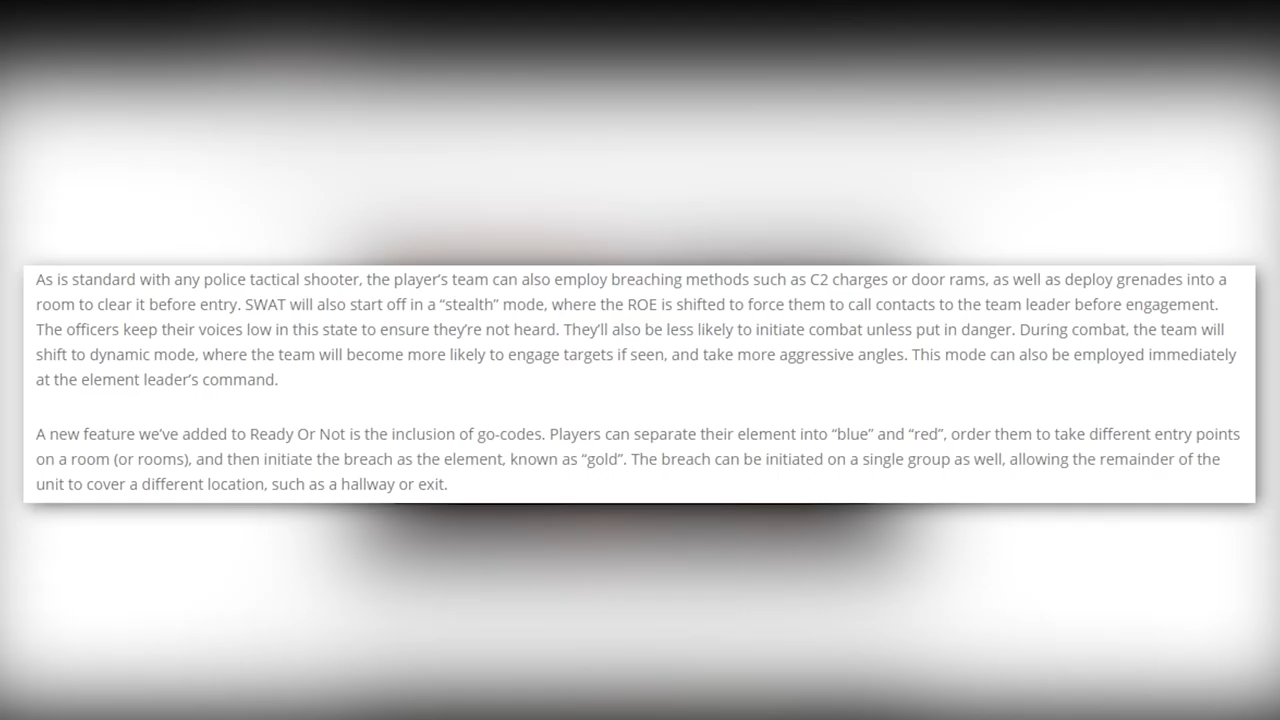 As is standard with any police tactical shooter, the player’s team can also employ breaching methods such as C2 charges or door rams, as well as deploy grenades into a
room to clear it before entry. SWAT will also start off in a “stealth” mode, where the ROE is shifted to force them to call contacts to the team leader before engagement.
The officers keep their voices low in this state to ensure they’re not heard. They’ll also be less likely to initiate combat unless put in danger. During combat, the team will
shift to dynamic mode, where the team will become more likely to engage targets if seen, and take more aggressive angles. This mode can also be employed immediately
at the element leader’s command.
A new feature we’ve added to Ready Or Not is the inclusion of go-codes. Players can separate their element into “blue” and “red”, order them to take different entry points
on a room (or rooms), and then initiate the breach as the element, known as “gold”. The breach can be initiated on a single group as well, allowing the remainder of the
unit to cover a different location, such as a hallway or exit.